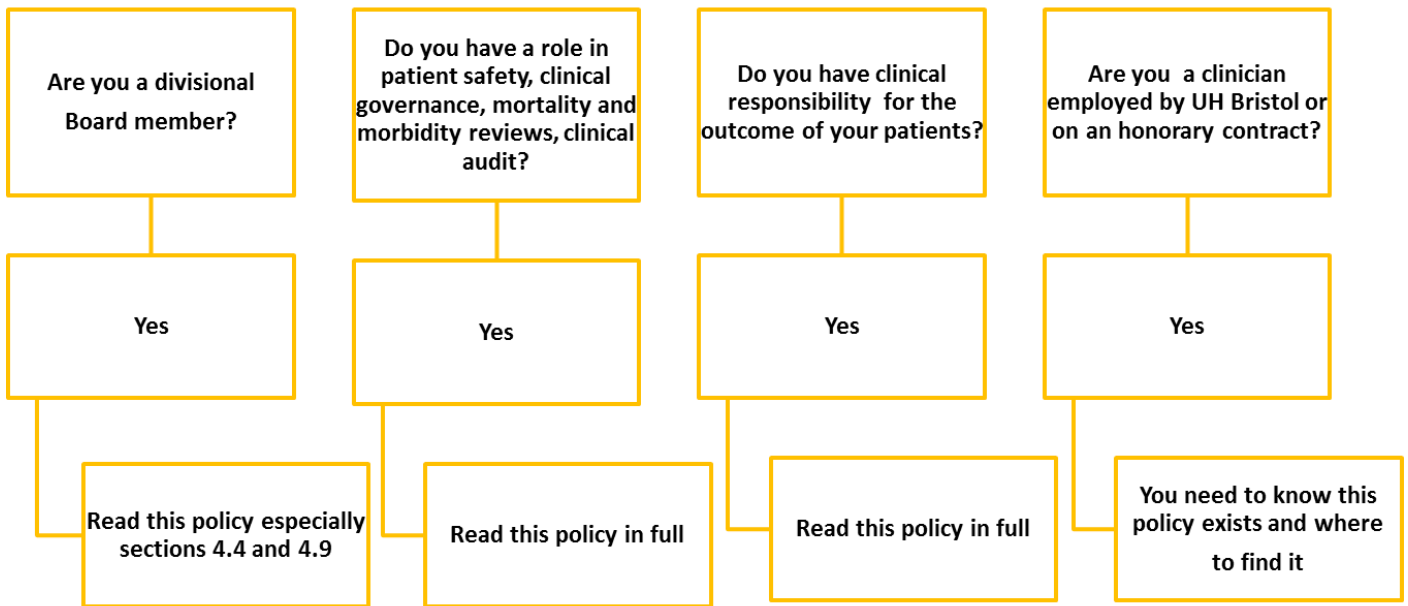 Are you a divisional
Board member?
Do you have a role in
patient safety, clinical
governance, mortality and
morbidity reviews, clinical
audit?
Do you have clinical
responsibility for the
outcome of your patients?
Are you a clinician
employed by UH Bristol or
on an honorary contract?
Yes
Yes
Yes
Yes
Read this policy especially
sections 4.4 and 4.9
Read this policy in full
Read this policy in full
You need to know this
policy exists and where
to find it